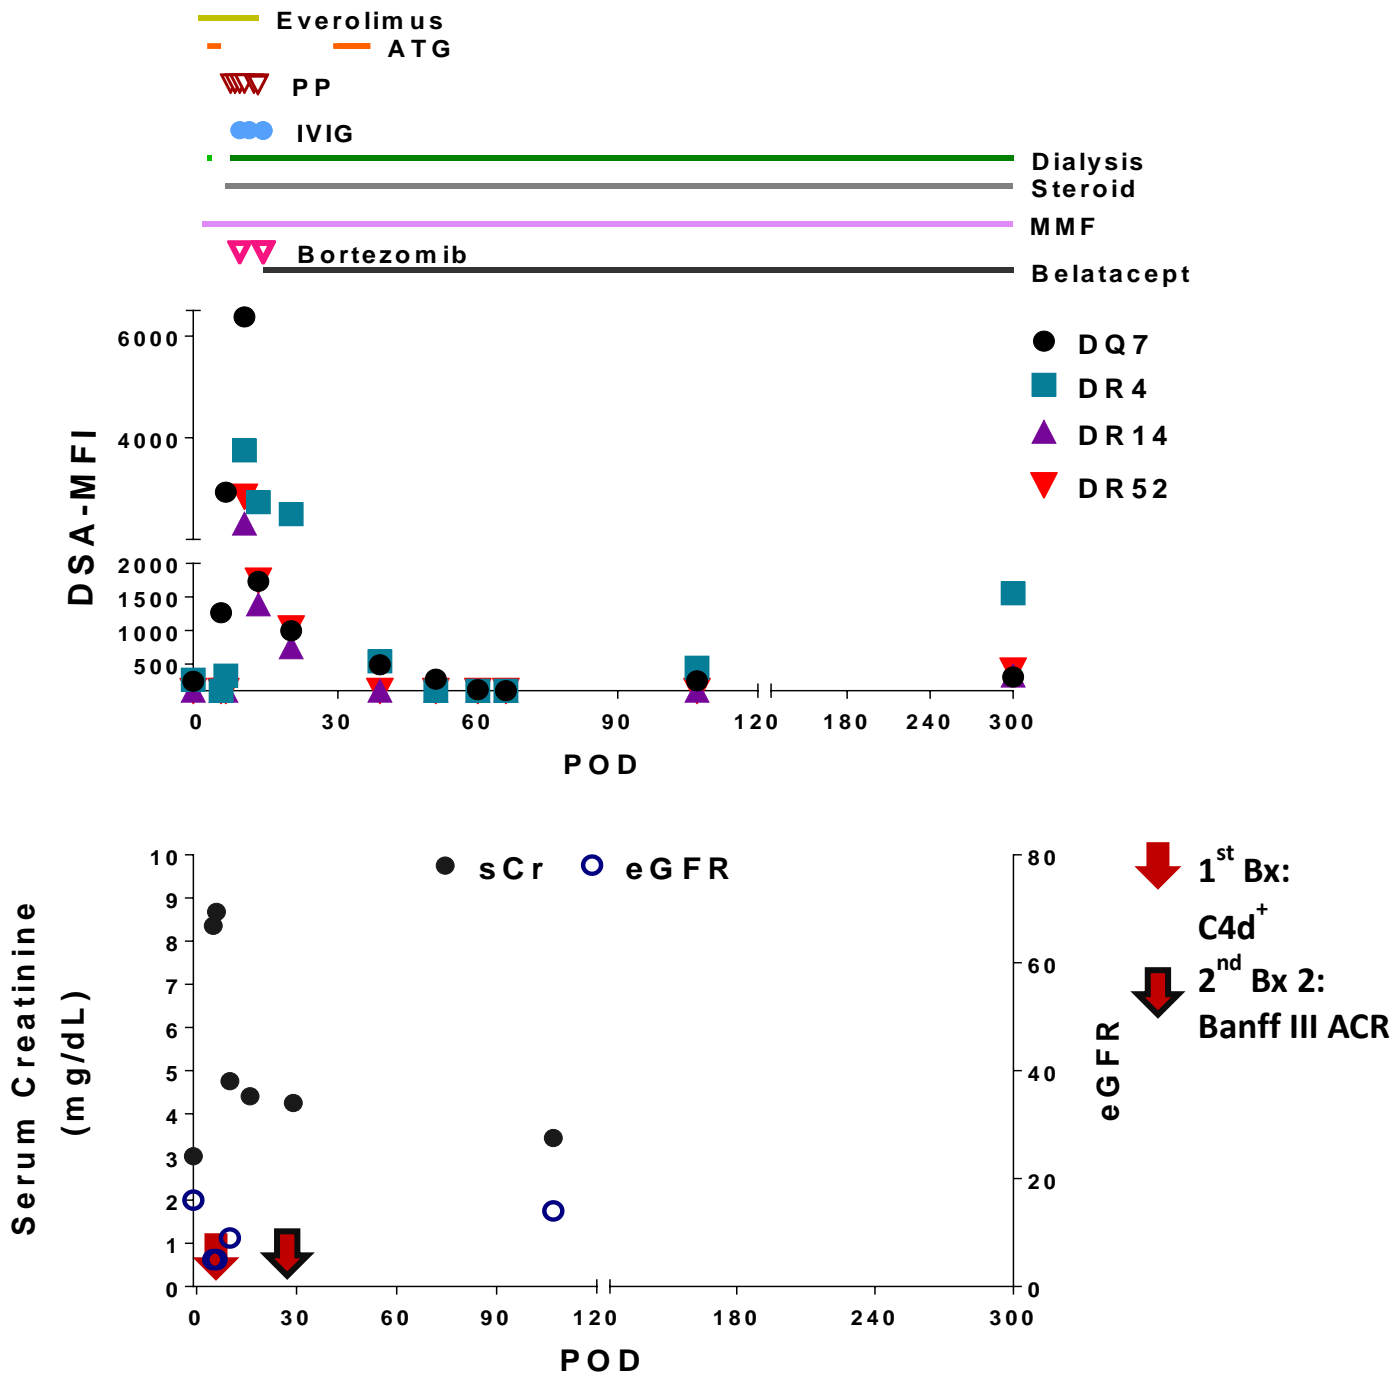 Everolimus
ATG
PP
IVIG
Dialysis
Steroid
MMF
Bortezomib
Belatacept
DSA-MFI
6000
4000
2000
1500
1000
500
0 30 60 90 120 180 240 300
POD
DQ7
DR4
DR14
DR52
sCr eGFR
Serum Creatinine
(mg/dL)
10
9
8
7
6
5
4
3
2
1
0
0 30 60 90 120 180 240 300
POD
80
60
40
20
0
eGFR
1st Bx:
C4d+
2nd Bx 2:
Banff III ACR